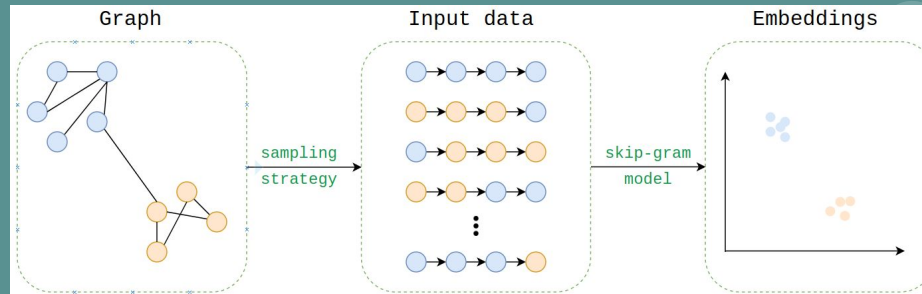 Graph
Input data
Embeddings
sampling
strategy
skip-gram
model